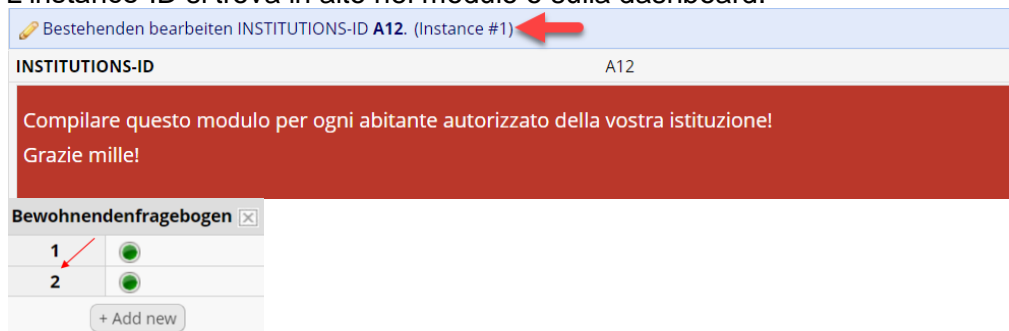 L'instance-ID si trova in alto nel modulo o sulla dashboard.
Bestehenden bearbeiten INSTITUTIONS-ID A12. (Instance #1)
INSTITUTIONS-ID A12
Compilare questo modulo per ogni abitante autorizzato della vostra istituzione!
Grazie mille!
Bewohnendenfragebogen
1
2
+ Add new